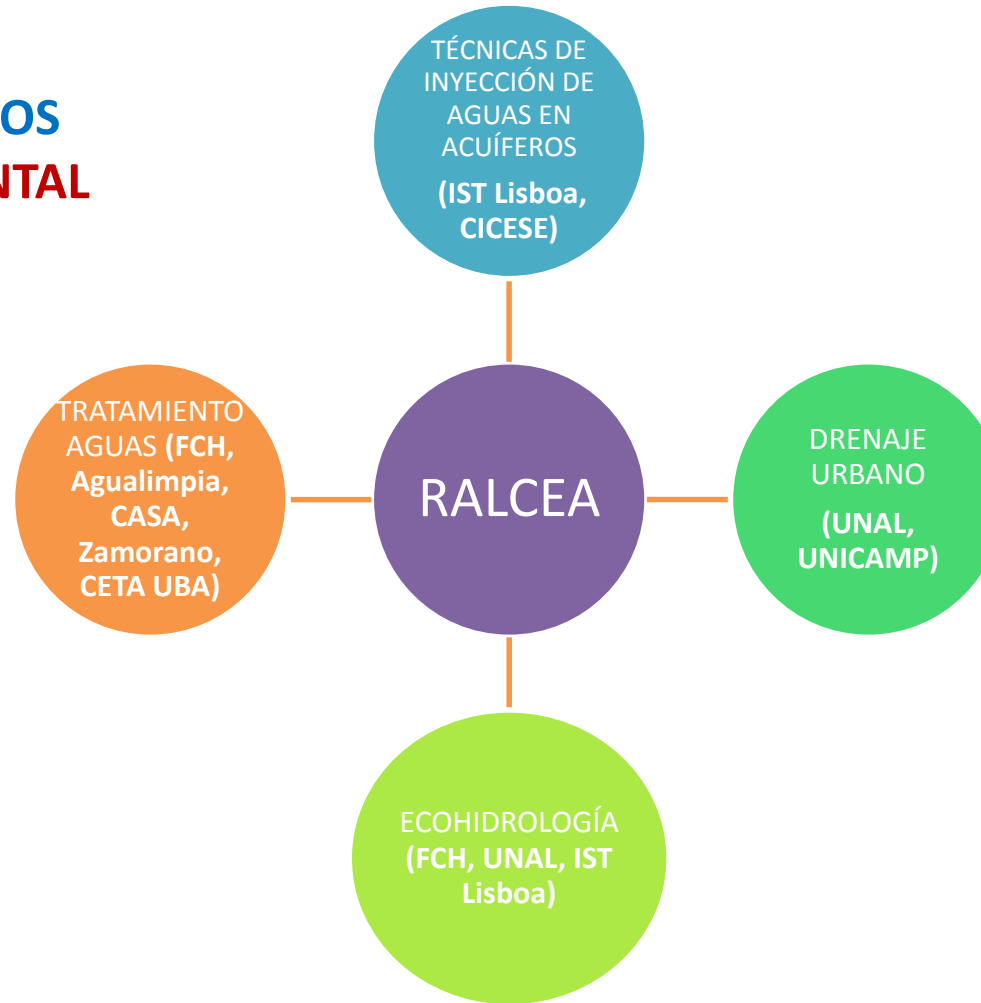 OS
NTAL
TÉCNICAS DE
INYECCIÓN DE
AGUAS EN
ACUÍFEROS
(IST Lisboa,
CICESE)
TRATAMIENTO
AGUAS (FCH,
Agualimpia,
CASA,
Zamorano,
CETA UBA)
RALCEA
DRENAJE
URBANO
(UNAL,
UNICAMP)
ECOHIDROLOGÍA
(FCH, UNAL, IST
Lisboa)